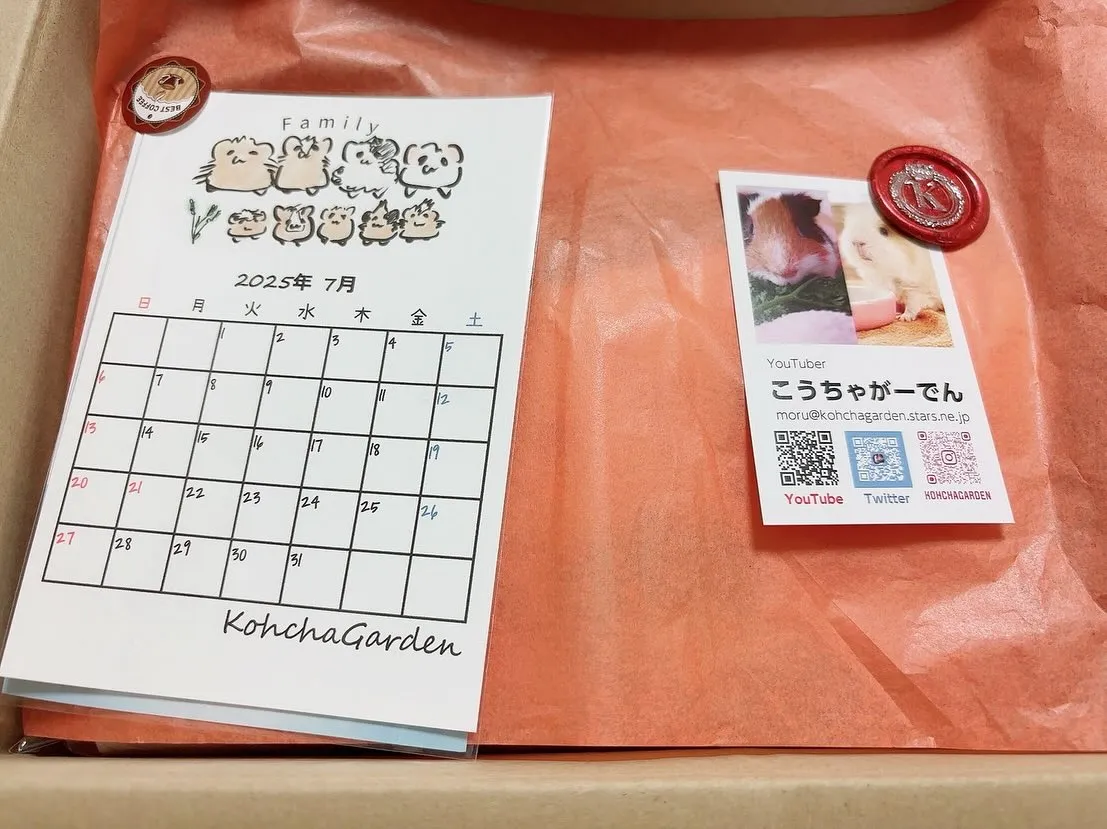 BEST COFFEE
Family
2025年 7月
日 月 火 水 木 金 土
1 2 3 4 5
6 7 8 9 10 11 12
13 14 15 16 17 18 19
20 21 22 23 24 25 26
27 28 29 30 31
KohchaGarden
K
YouTuber
こうちゃがーでん
moru@kohchagarden.stars.ne.jp
YouTube Twitter KOHCHAGARDEN